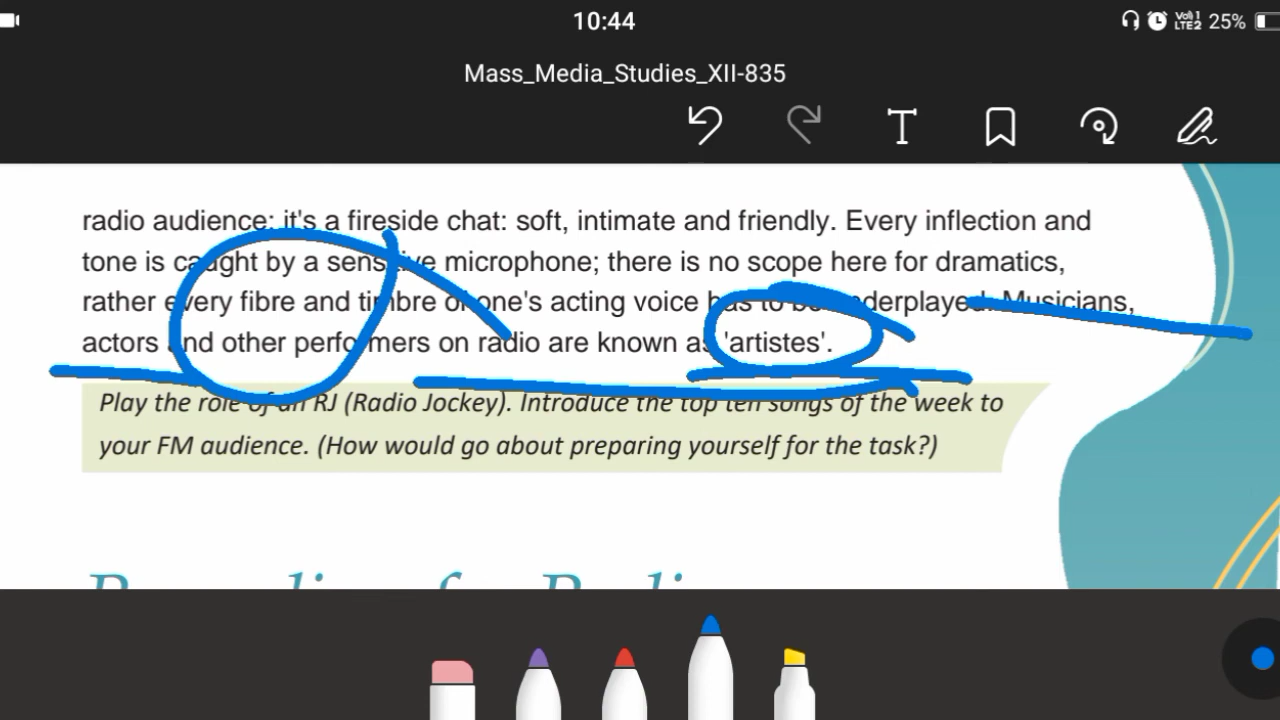 10:44
Vol) 1
LTE2 25%
Mass_Media_Studies_XII-835
T
radio audience; it's a fireside chat: soft, intimate and friendly. Every inflection and
tone is caught by a sensitive microphone; there is no scope here for dramatics,
rather every fibre and timbre of one's acting voice has to be underplayed. Musicians,
actors and other performers on radio are known as 'artistes'.
Play the role of an RJ (Radio Jockey). Introduce the top ten songs of the week to
your FM audience. (How would go about preparing yourself for the task?)